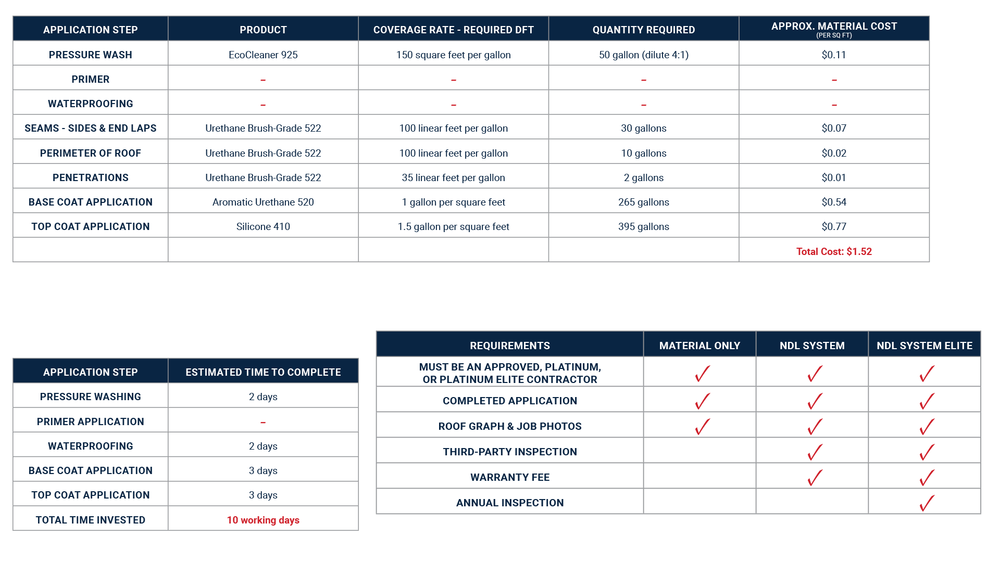 APPLICATION STEP PRODUCT COVERAGE RATE - REQUIRED DFT QUANTITY REQUIRED APPROX. MATERIAL COST
(PER SQ FT)
PRESSURE WASH EcoCleaner 925 150 square feet per gallon 50 gallon (dilute 4:1) $0.11
PRIMER – – – –
WATERPROOFING – – – –
SEAMS - SIDES & END LAPS Urethane Brush-Grade 522 100 linear feet per gallon 30 gallons $0.07
PERIMETER OF ROOF Urethane Brush-Grade 522 100 linear feet per gallon 10 gallons $0.02
PENETRATIONS Urethane Brush-Grade 522 35 linear feet per gallon 2 gallons $0.01
BASE COAT APPLICATION Aromatic Urethane 520 1 gallon per square feet 265 gallons $0.54
TOP COAT APPLICATION Silicone 410 1.5 gallon per square feet 395 gallons $0.77
Total Cost: $1.52
APPLICATION STEP ESTIMATED TIME TO COMPLETE
PRESSURE WASHING 2 days
PRIMER APPLICATION –
WATERPROOFING 2 days
BASE COAT APPLICATION 3 days
TOP COAT APPLICATION 3 days
TOTAL TIME INVESTED 10 working days
REQUIREMENTS MATERIAL ONLY NDL SYSTEM NDL SYSTEM ELITE
MUST BE AN APPROVED, PLATINUM,
OR PLATINUM ELITE CONTRACTOR ✓ ✓ ✓
COMPLETED APPLICATION ✓ ✓ ✓
ROOF GRAPH & JOB PHOTOS ✓ ✓ ✓
THIRD-PARTY INSPECTION ✓ ✓
WARRANTY FEE ✓ ✓
ANNUAL INSPECTION ✓